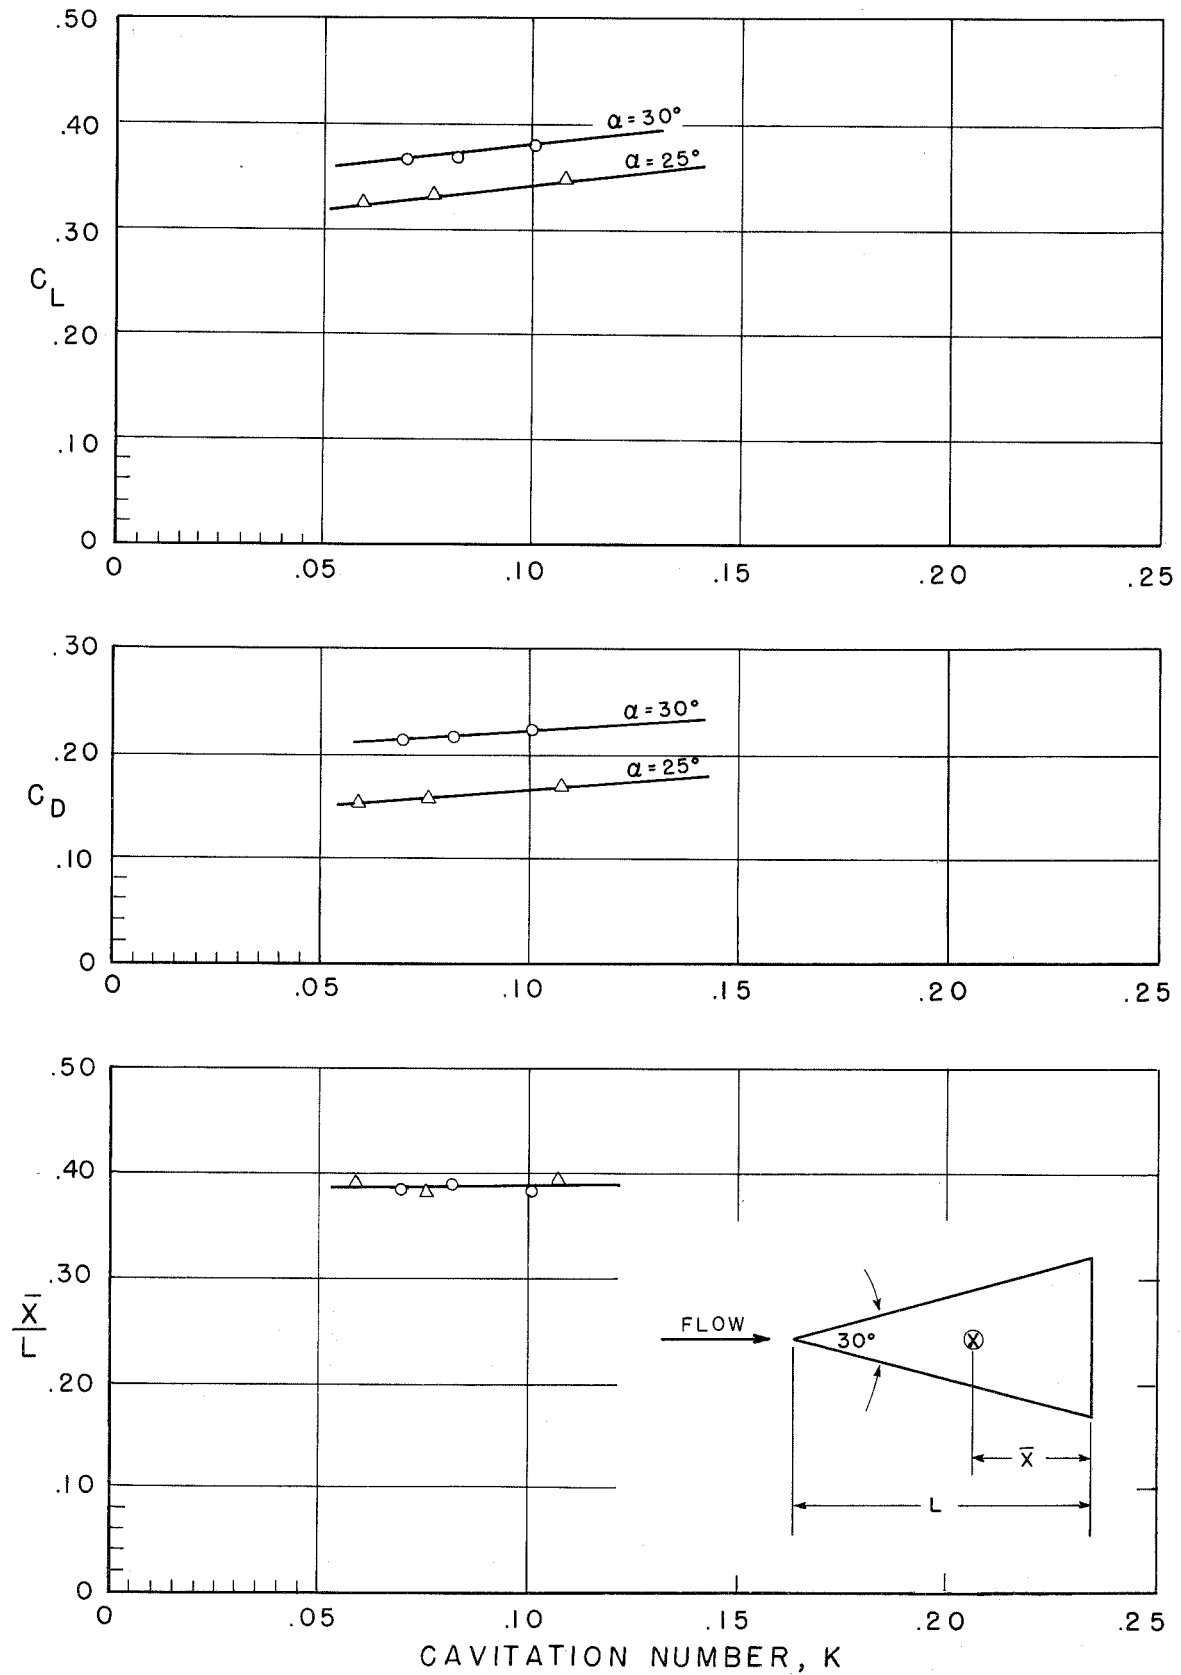 .50
.40
.30
.20
.10
0
C_L
α = 30°
α = 25°
0 .05 .10 .15 .20 .25
.30
.20
.10
0
C_D
α = 30°
α = 25°
0 .05 .10 .15 .20 .25
.50
.40
.30
.20
.10
0
X̄
L
FLOW
30°
X
X̄
L
0 .05 .10 .15 .20 .25
CAVITATION NUMBER, K